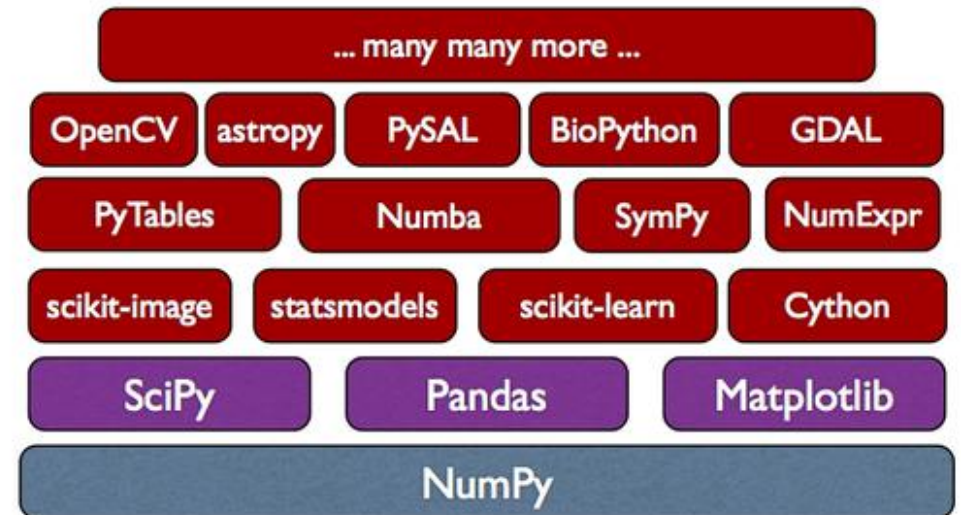 ... many many more ...
OpenCV astropy PySAL BioPython GDAL
PyTables Numba SymPy NumExpr
scikit-image statsmodels scikit-learn Cython
SciPy Pandas Matplotlib
NumPy